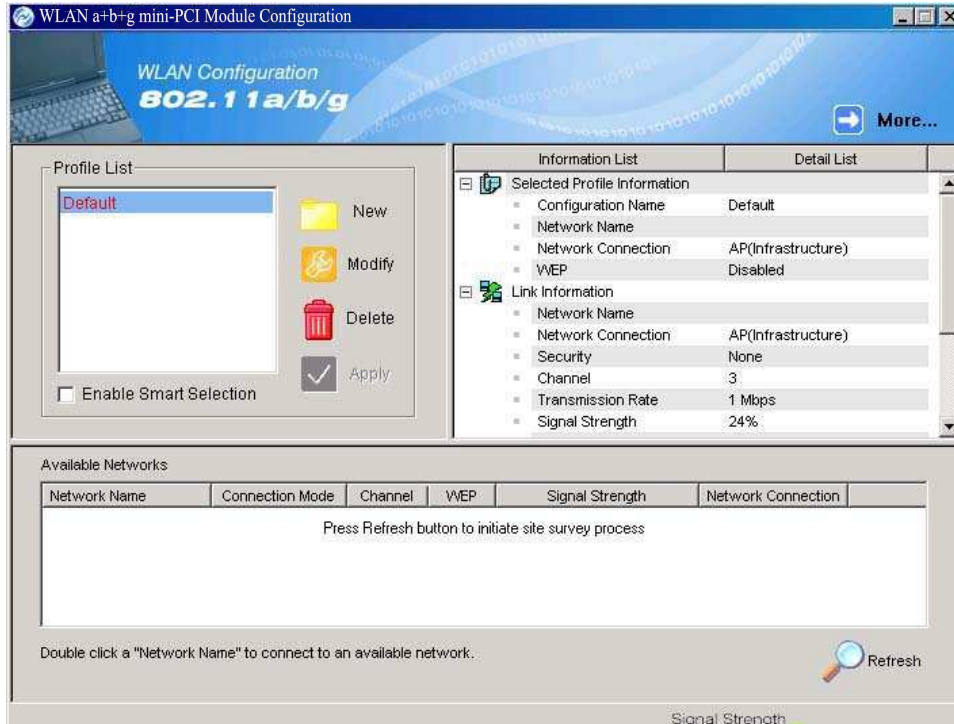 WLAN a+b+g mini-PCI Module Configuration
WLAN Configuration
802.11a/b/g
More...
Profile List
Default
New
Modify
Delete
Apply
Enable Smart Selection
Information List Detail List
Selected Profile Information
Configuration Name Default
Network Name
Network Connection AP(Infrastructure)
WEP Disabled
Link Information
Network Name
Network Connection AP(Infrastructure)
Security None
Channel 3
Transmission Rate 1 Mbps
Signal Strength 24%
Available Networks
Network Name Connection Mode Channel WEP Signal Strength Network Connection
Press Refresh button to initiate site survey process
Double click a "Network Name" to connect to an available network.
Refresh
Signal Strength